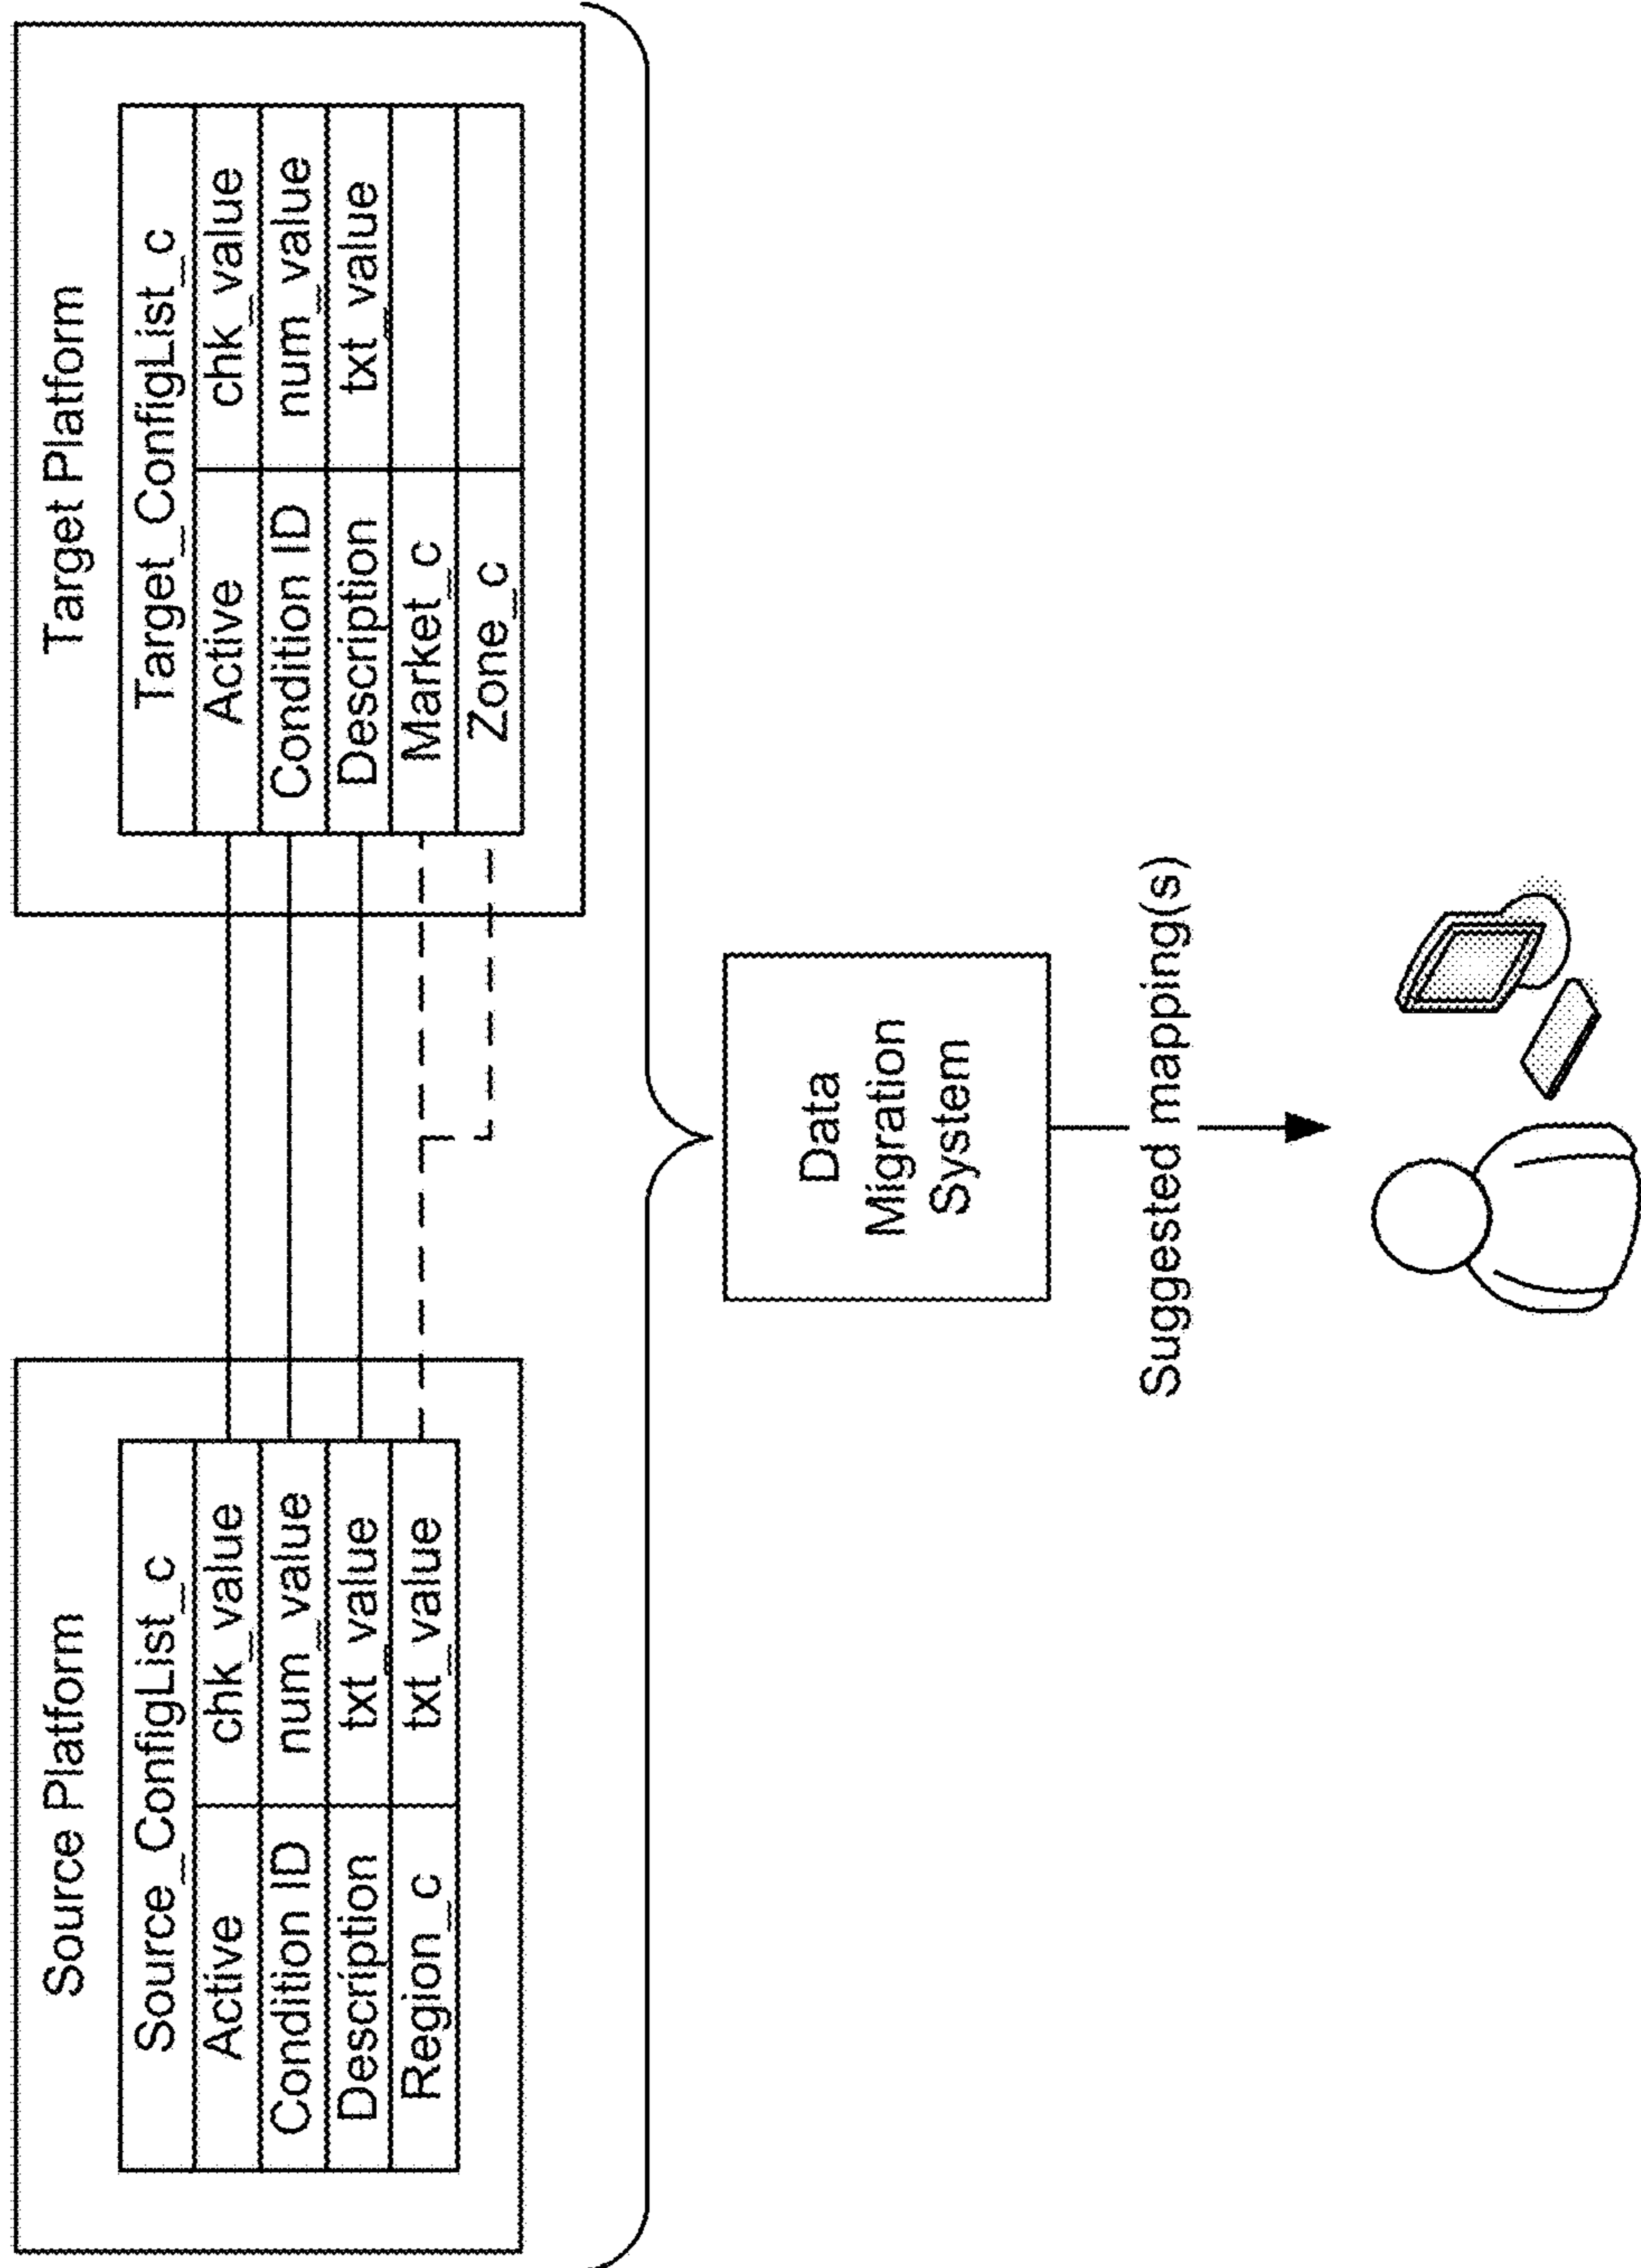 Source Platform
Source_ConfigList_c
Active chk_value
Condition ID num_value
Description txt_value
Region_c txt_value
Target Platform
Target_ConfigList_c
Active chk_value
Condition ID num_value
Description txt_value
Market_c
Zone_c
Data
Migration
System
Suggested mapping(s)